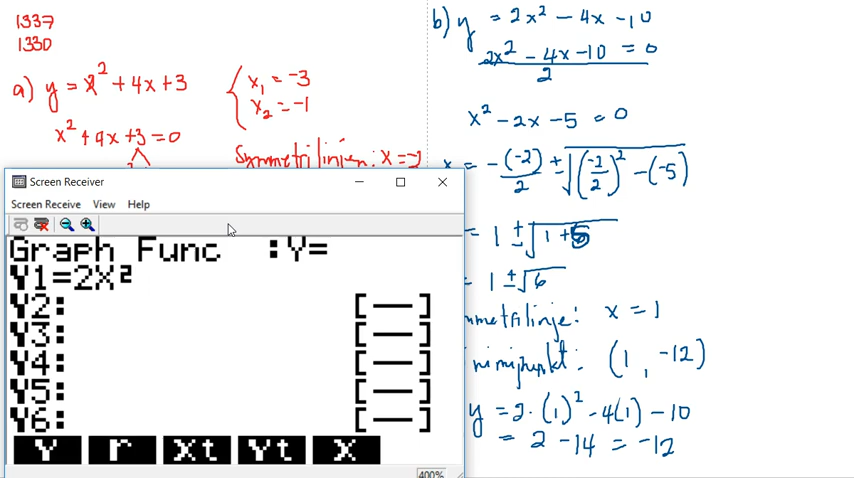 1337
1330
a) y = x² + 4x + 3
x₁ = -3
x₂ = -1
x² + 4x + 3 = 0
Symmetrilinjen: x = -2
b) y = 2x² - 4x - 10
2x² - 4x - 10 = 0
2
x² - 2x - 5 = 0
x = -(-2)/2 ± √((-2/2)² - (-5))
= 1 ± √(1+5)
= 1 ± √6
mmetrilinje: x = 1
nimipunkt: (1, -12)
y = 2·(1)² - 4(1) - 10
= 2 - 14 = -12
Screen Receiver
Screen Receive View Help
Graph Func :Y=
Y1=2X²
Y2: [—]
Y3: [—]
Y4: [—]
Y5: [—]
Y6: [—]
Y r Xt Yt X
400%